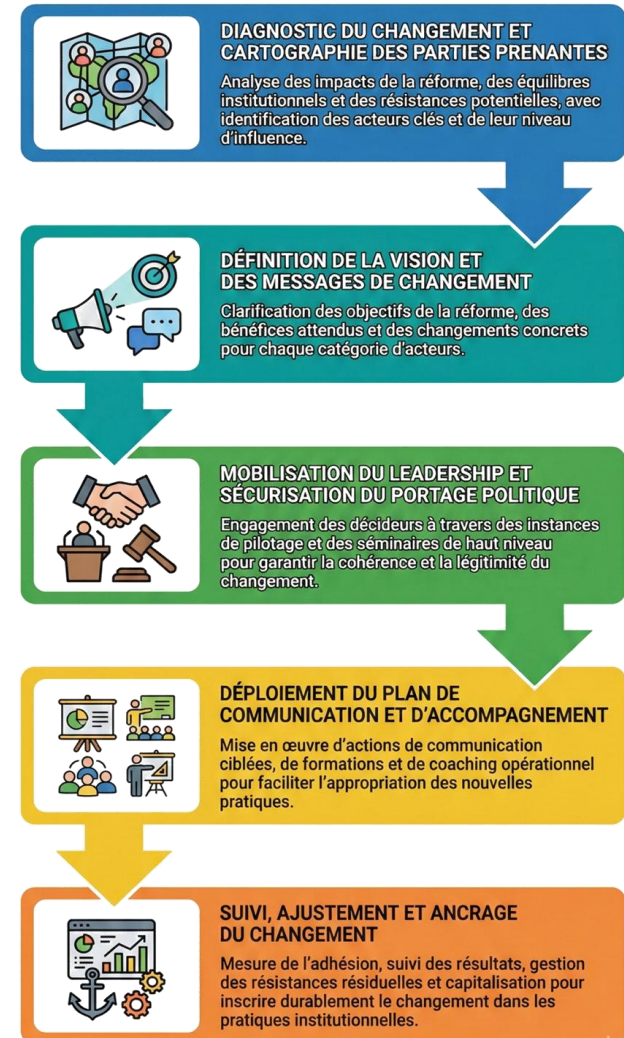 DIAGNOSTIC DU CHANGEMENT ET
CARTOGRAPHIE DES PARTIES PRENANTES
Analyse des impacts de la réforme, des équilibres
institutionnels et des résistances potentielles, avec
identification des acteurs clés et de leur niveau
d'influence.
DÉFINITION DE LA VISION ET
DES MESSAGES DE CHANGEMENT
Clarification des objectifs de la réforme, des
bénéfices attendus et des changements concrets
pour chaque catégorie d'acteurs.
MOBILISATION DU LEADERSHIP ET
SÉCURISATION DU PORTAGE POLITIQUE
Engagement des décideurs à travers des instances
de pilotage et des séminaires de haut niveau
pour garantir la cohérence et la légitimité du
changement.
DÉPLOIEMENT DU PLAN DE
COMMUNICATION ET D'ACCOMPAGNEMENT
Mise en œuvre d'actions de communication
ciblées, de formations et de coaching opérationnel
pour faciliter l'appropriation des nouvelles
pratiques.
SUIVI, AJUSTEMENT ET ANCRAGE
DU CHANGEMENT
Mesure de l'adhésion, suivi des résultats, gestion
des résistances résiduelles et capitalisation pour
inscrire durablement le changement dans les
pratiques institutionnelles.